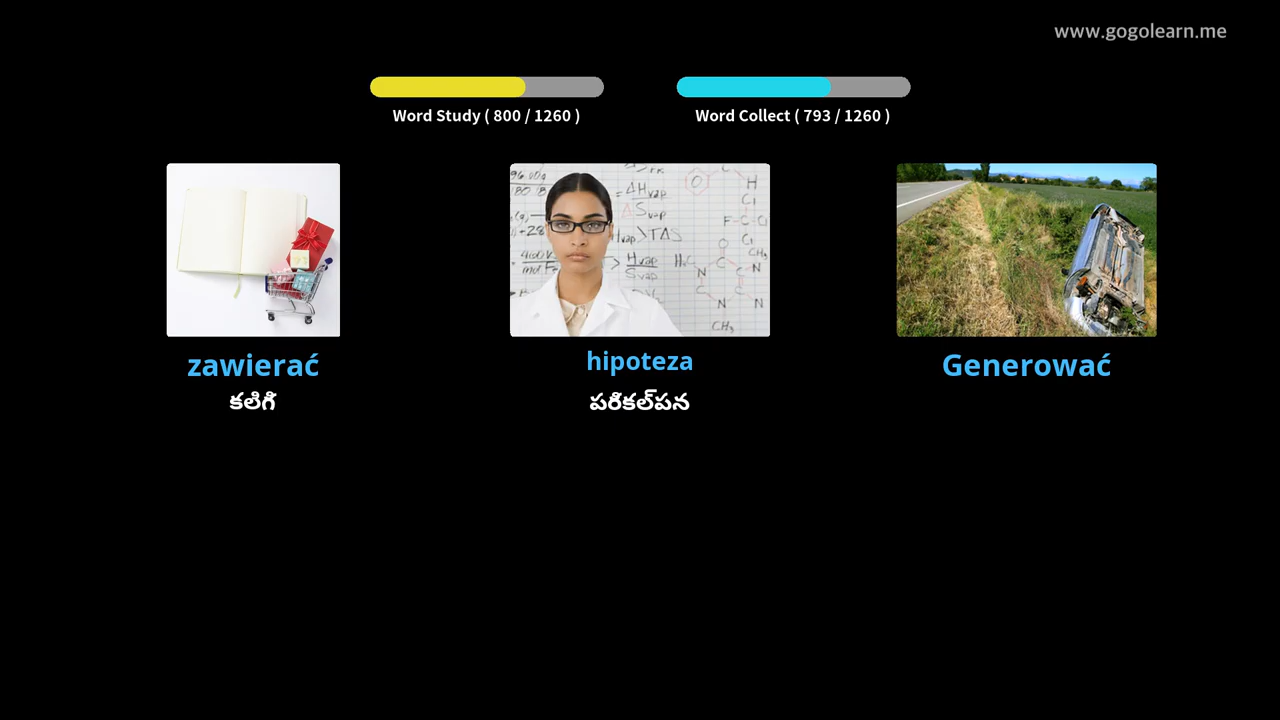 www.gogolearn.me
Word Study ( 800 / 1260 )
Word Collect ( 793 / 1260 )
zawierać
hipoteza
Generować
కలిగి
పరికల్పన